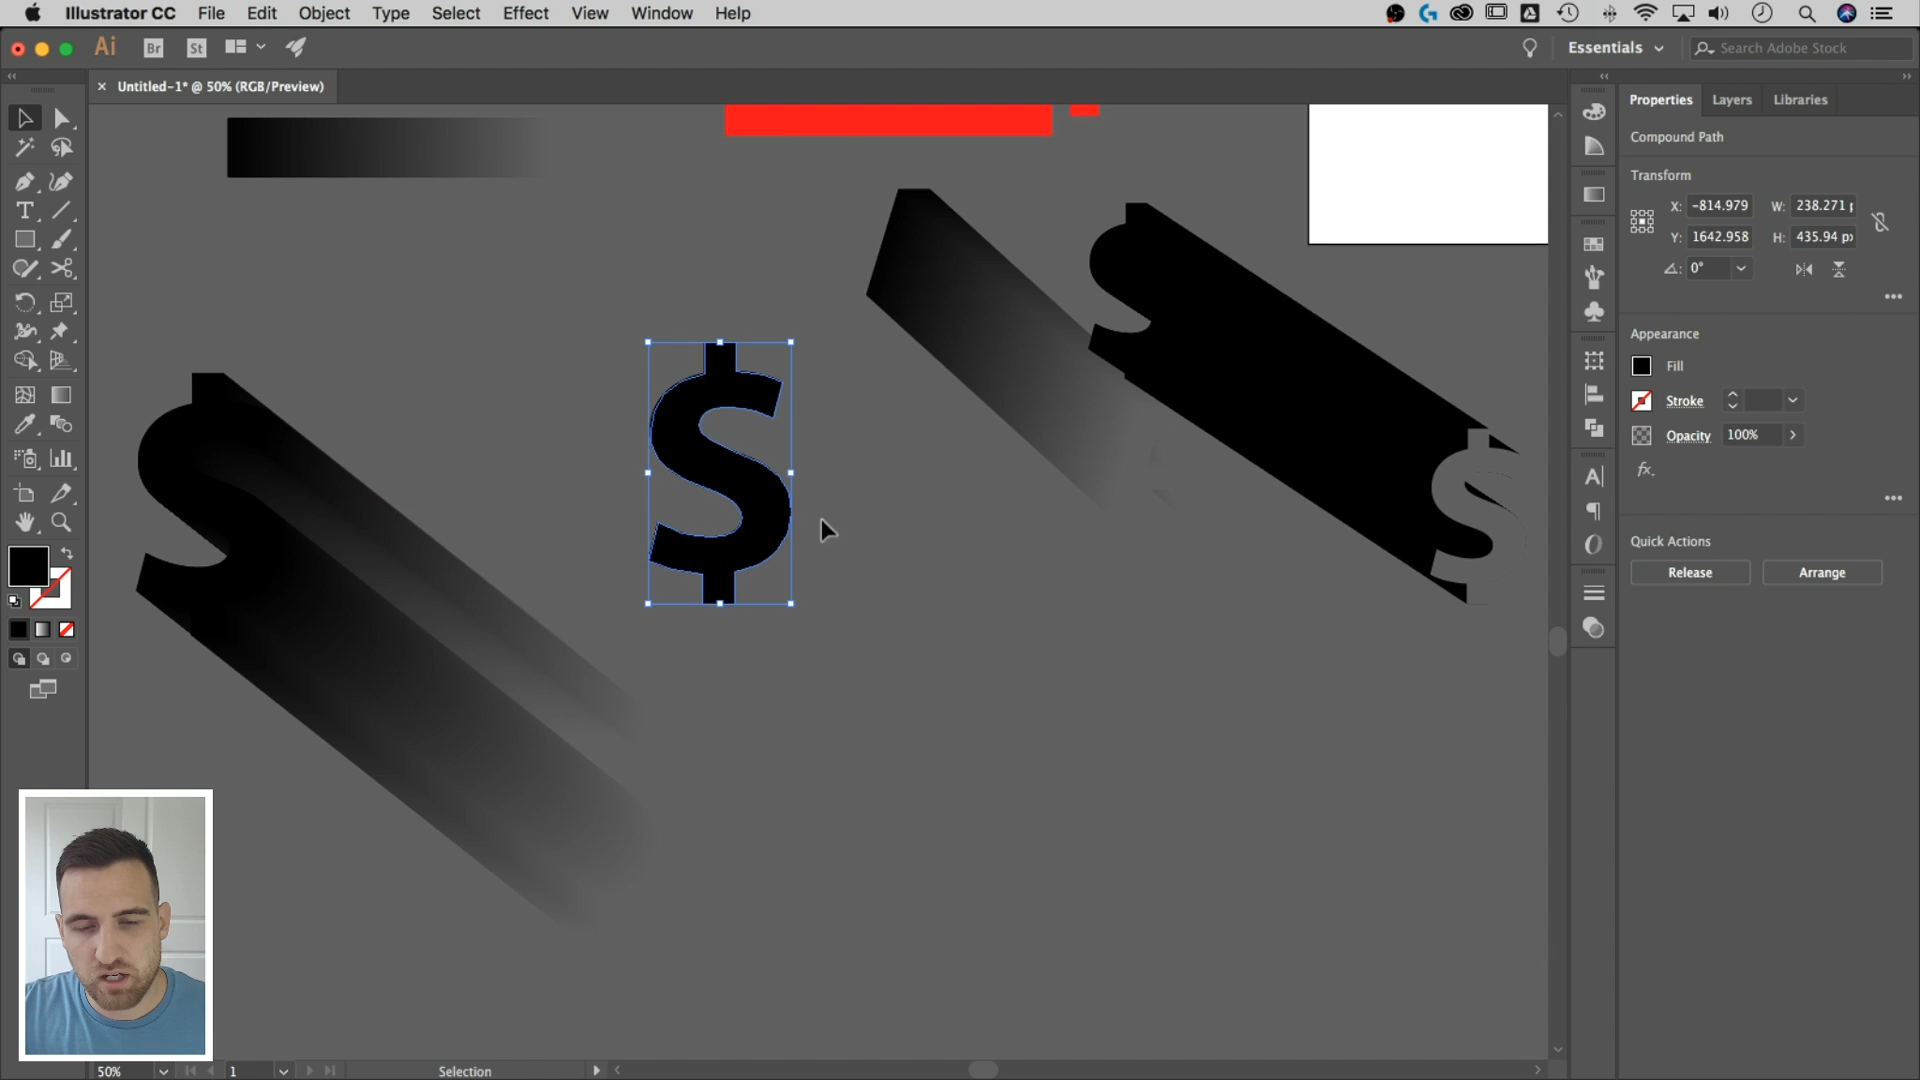 Illustrator CC File Edit Object Type Select Effect View Window Help
Ai Br St Essentials Search Adobe Stock
× Untitled-1* @ 50% (RGB/Preview)
Properties Layers Libraries
Compound Path
Transform
X: -814.979 W: 238.271 p
Y: 1642.958 H: 435.94 px
0°
Appearance
Fill
Stroke
Opacity 100%
fx.
Quick Actions
Release Arrange
$
$
50% 1 Selection